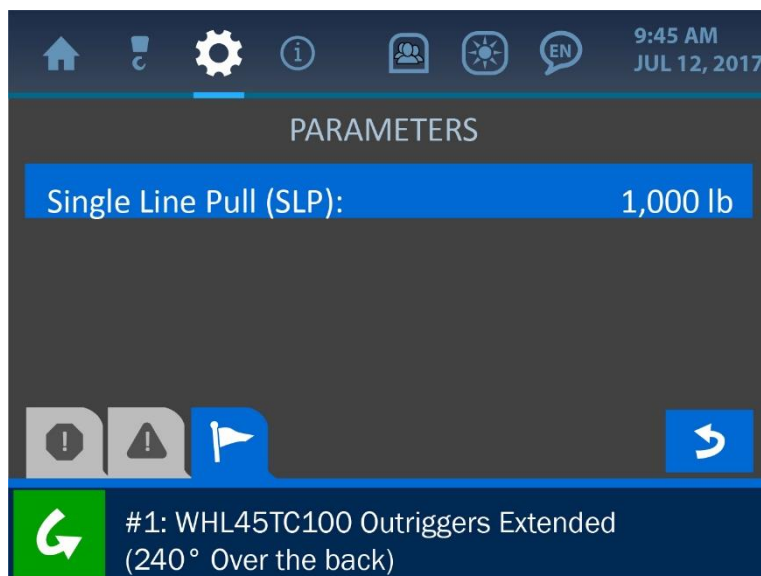 EN
9:45 AM
JUL 12, 2017
PARAMETERS
Single Line Pull (SLP): 1,000 lb
#1: WHL45TC100 Outriggers Extended
(240° Over the back)